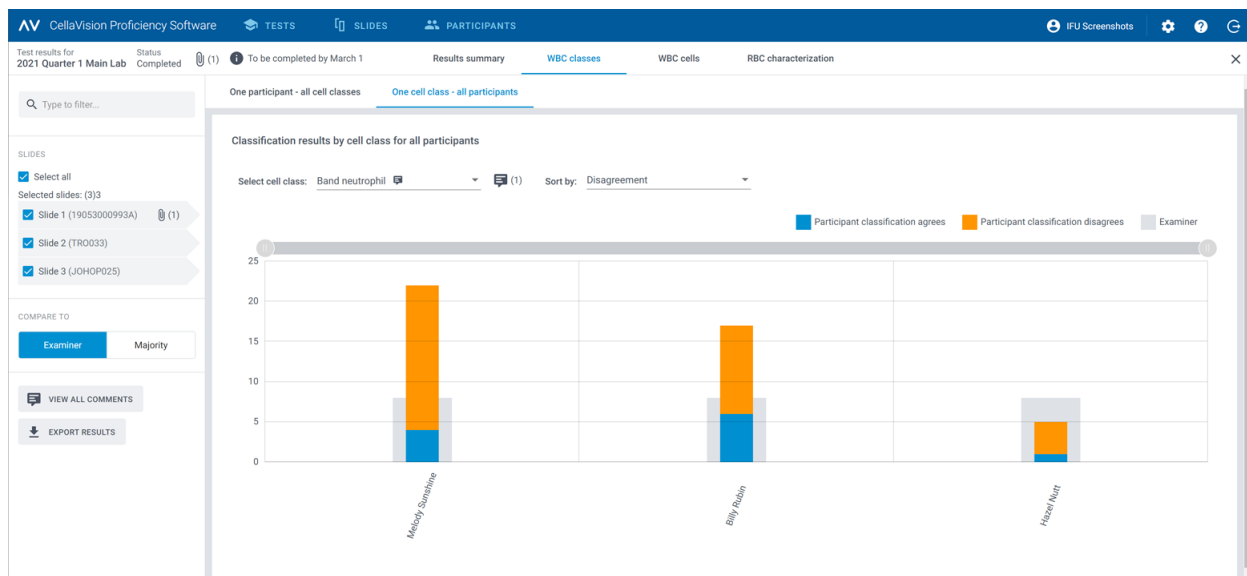 CellaVision Proficiency Software TESTS SLIDES PARTICIPANTS IFU Screenshots
Test results for
2021 Quarter 1 Main Lab
Status
Completed
(1) To be completed by March 1
Results summary WBC classes WBC cells RBC characterization
Type to filter...
SLIDES
Select all
Selected slides: (3)3
Slide 1 (19053000993A) (1)
Slide 2 (TRO033)
Slide 3 (JOHOP025)
COMPARE TO
Examiner Majority
VIEW ALL COMMENTS
EXPORT RESULTS
One participant - all cell classes One cell class - all participants
Classification results by cell class for all participants
Select cell class: Band neutrophil (1) Sort by: Disagreement
Participant classification agrees Participant classification disagrees Examiner
25
20
15
10
5
0
Melody Sunshine
Billy Rubin
Hazel Nutt